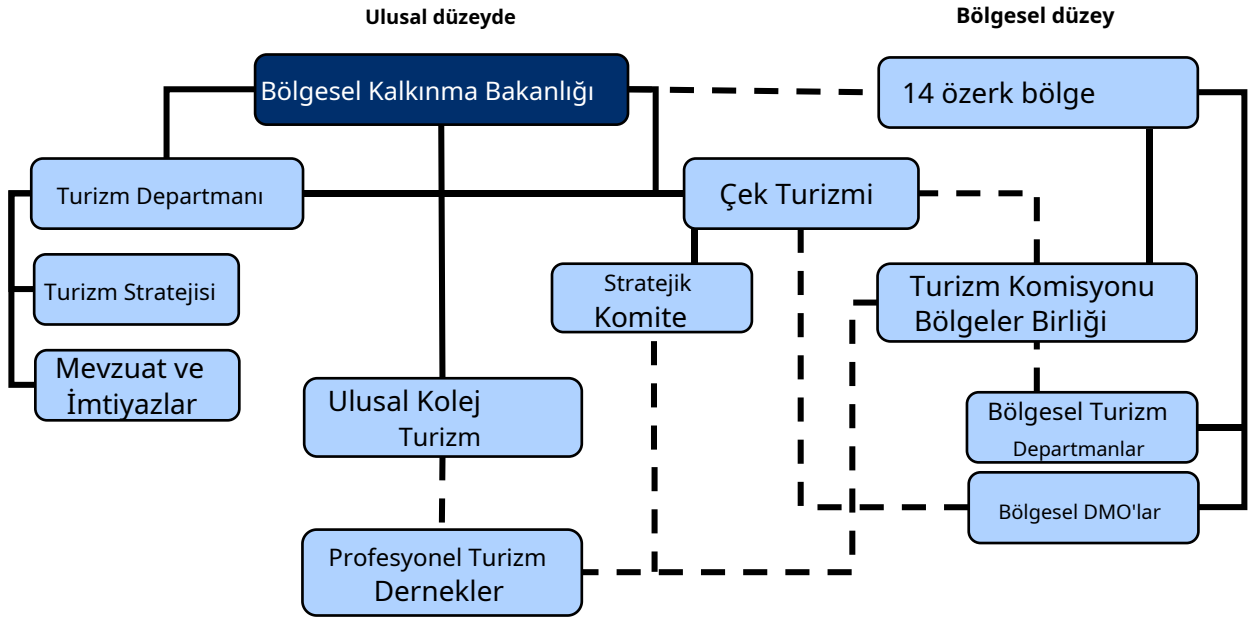 Ulusal düzeyde
Bölgesel düzey
Bölgesel Kalkınma Bakanlığı
14 özerk bölge
Turizm Departmanı
Çek Turizmi
Turizm Stratejisi
Stratejik
Komite
Turizm Komisyonu
Bölgeler Birliği
Mevzuat ve
İmtiyazlar
Ulusal Kolej
Turizm
Bölgesel Turizm
Departmanlar
Bölgesel DMO'lar
Profesyonel Turizm
Dernekler